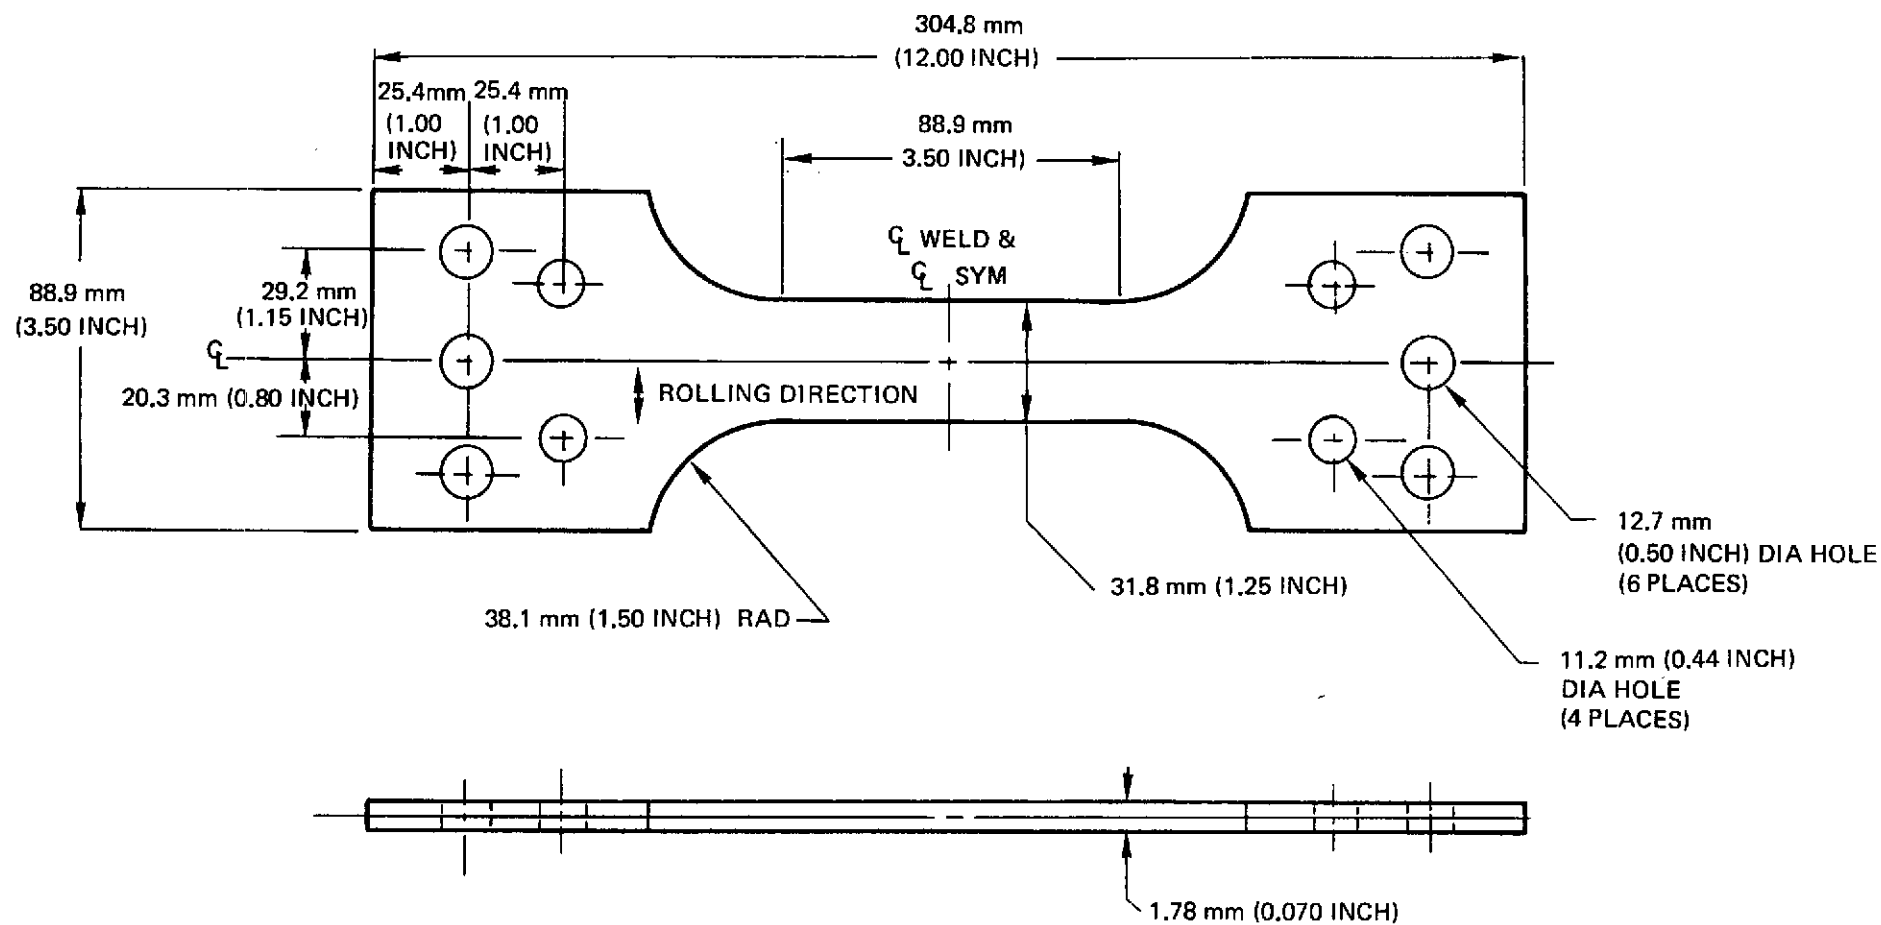 304.8 mm
(12.00 INCH)
25.4mm 25.4 mm
(1.00 (1.00
INCH) INCH)
88.9 mm
3.50 INCH)
℄ WELD &
℄ SYM
88.9 mm
(3.50 INCH)
29.2 mm
(1.15 INCH)
℄
20.3 mm (0.80 INCH)
ROLLING DIRECTION
12.7 mm
(0.50 INCH) DIA HOLE
(6 PLACES)
31.8 mm (1.25 INCH)
38.1 mm (1.50 INCH) RAD
11.2 mm (0.44 INCH)
DIA HOLE
(4 PLACES)
1.78 mm (0.070 INCH)